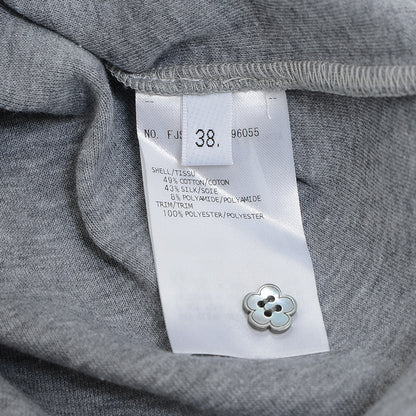 38.
NO. FJS 96055
SHELL/TISSU
49% COTTON/COTON
43% SILK/SOIE
8% POLYAMIDE/POLYAMIDE
TRIM/TRIM
100% POLYESTER/POLYESTER